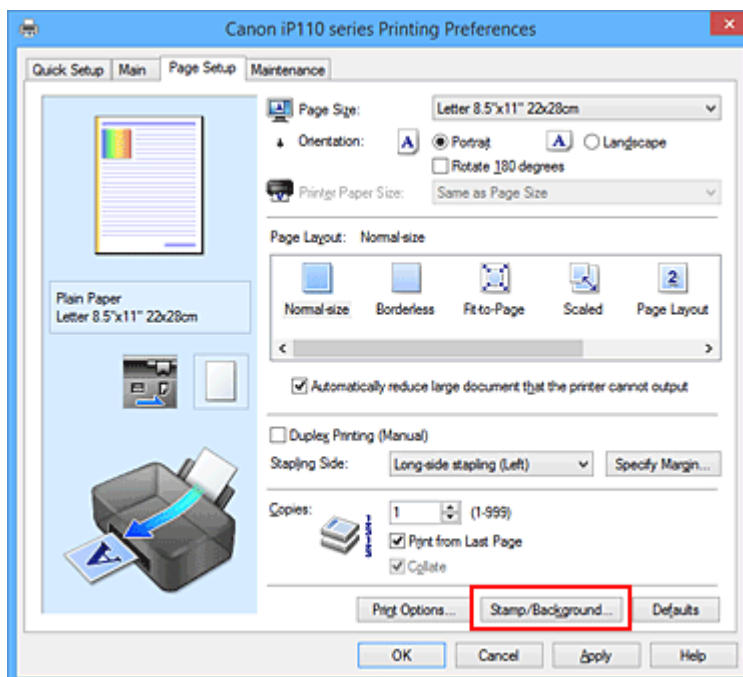 Canon iP110 series Printing Preferences
Quick Setup Main Page Setup Maintenance
Page Size: Letter 8.5"x11" 22x28cm
Orientation: A Portrait A Landscape
Rotate 180 degrees
Printer Paper Size: Same as Page Size
Page Layout: Normal-size
2
Normal-size Borderless Fit-to-Page Scaled Page Layout
Plain Paper
Letter 8.5"x11" 22x28cm
Automatically reduce large document that the printer cannot output
Duplex Printing (Manual)
Stapling Side: Long-side stapling (Left) Specify Margin...
Copies: 1 (1-999)
Print from Last Page
Collate
A
Print Options... Stamp/Background... Defaults
OK Cancel Apply Help